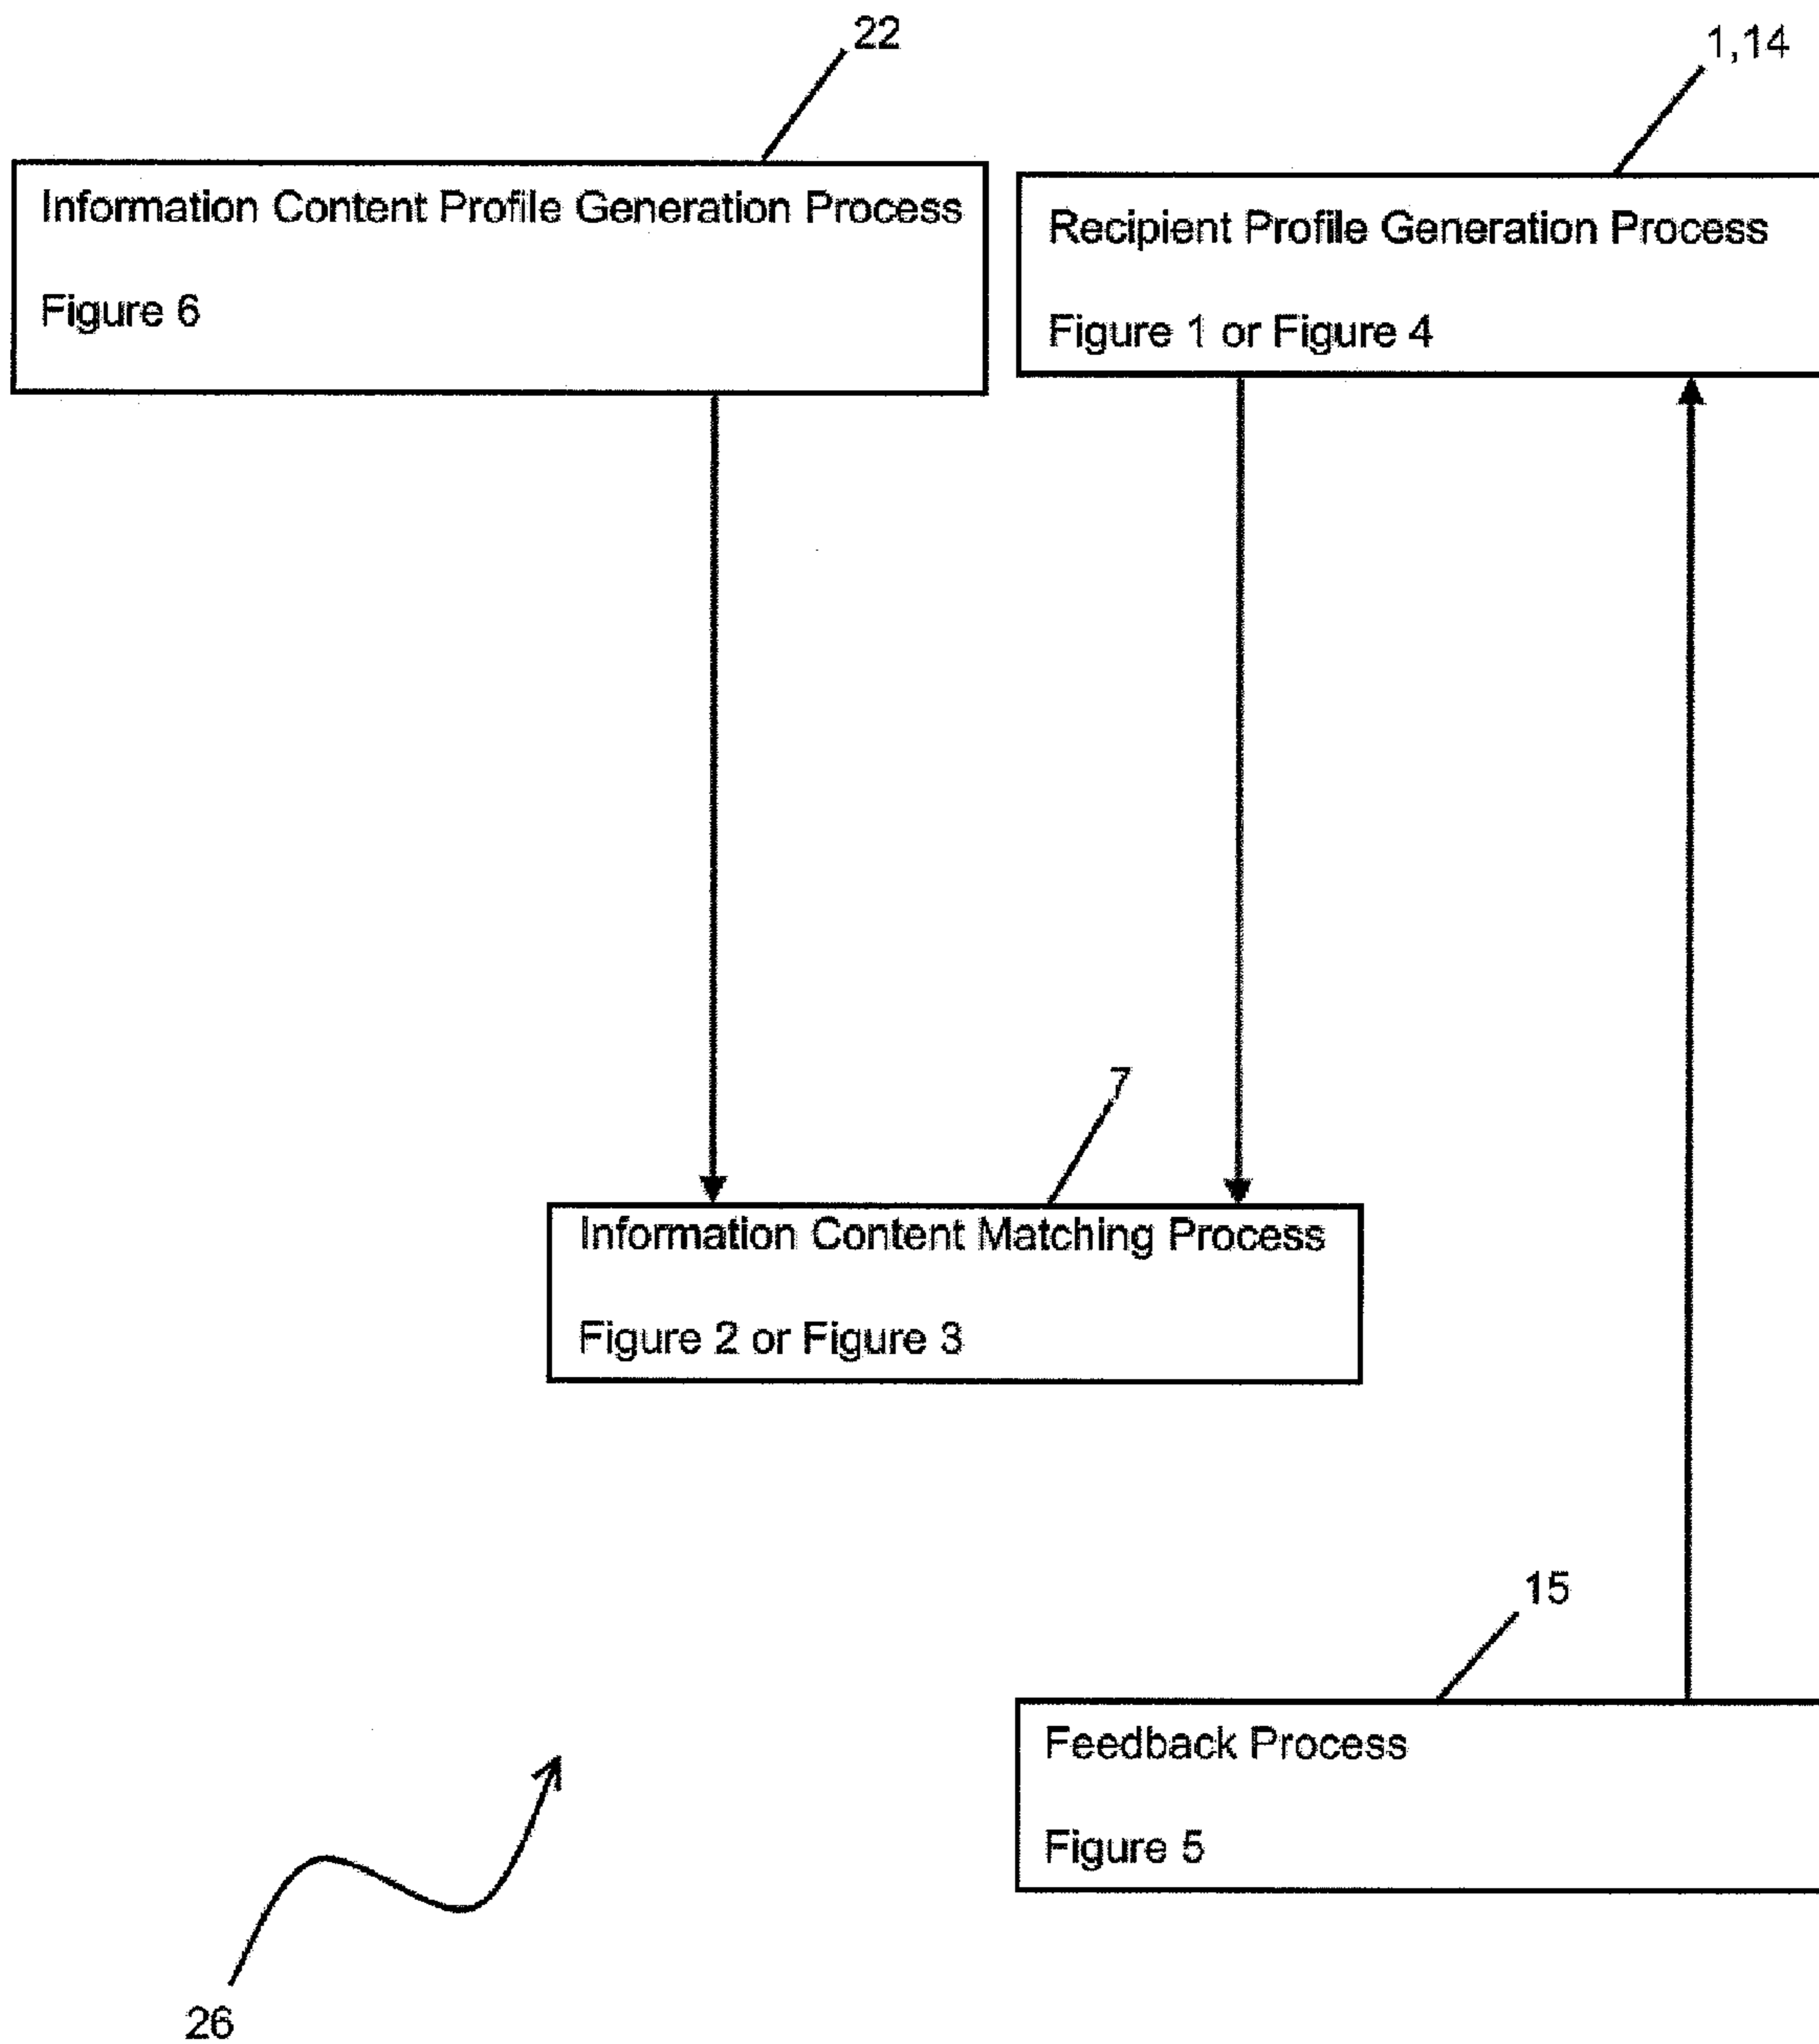 22
1,14
Information Content Profile Generation Process
Figure 6
Recipient Profile Generation Process
Figure 1 or Figure 4
7
Information Content Matching Process
Figure 2 or Figure 3
15
Feedback Process
Figure 5
26